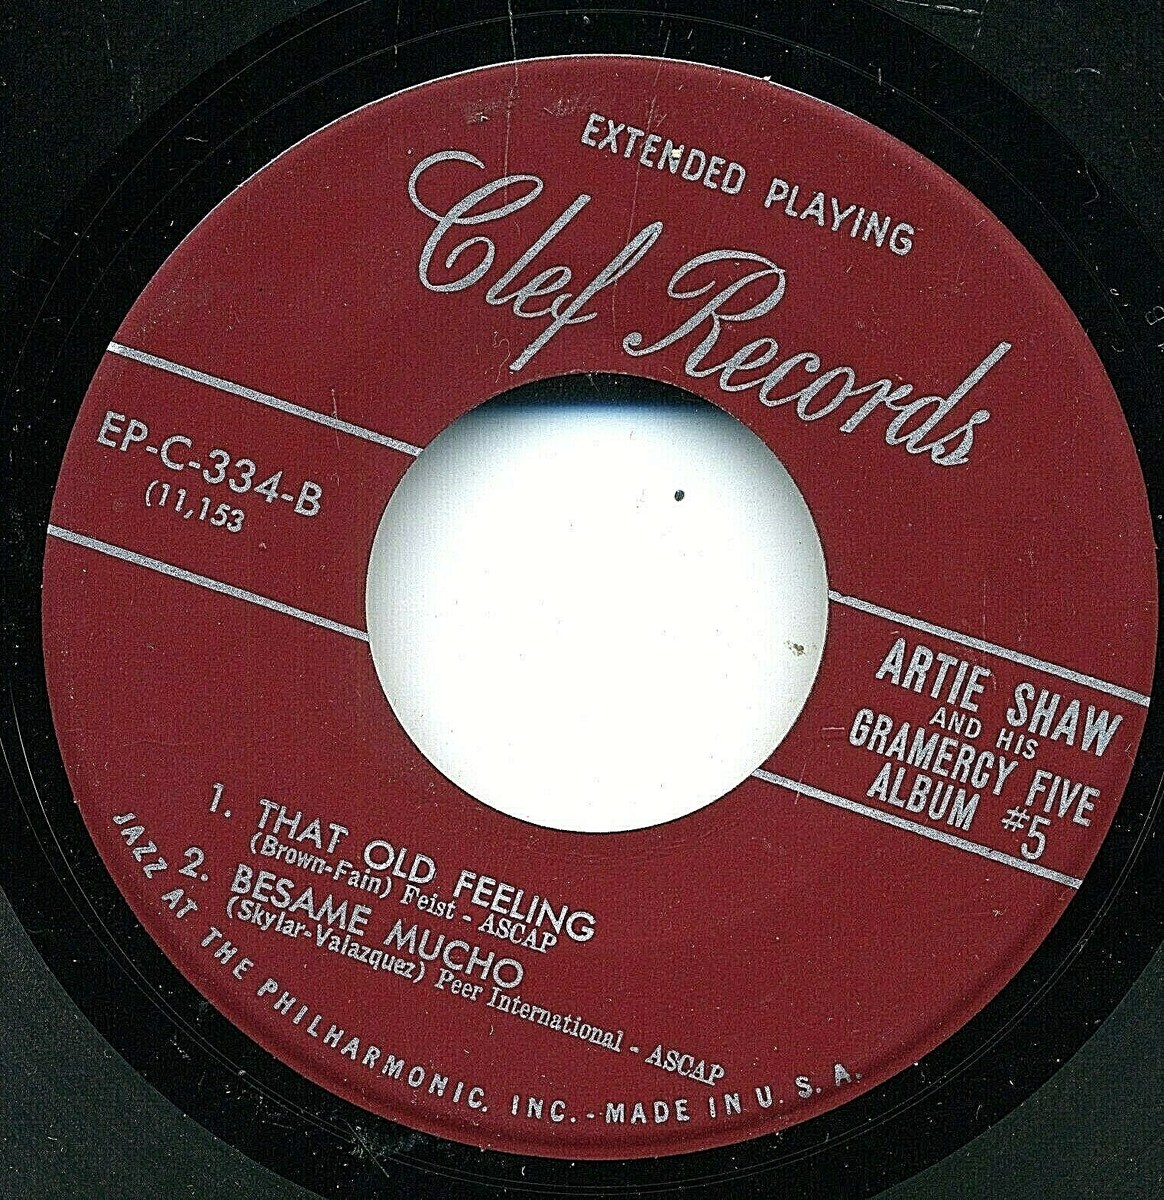 EXTENDED PLAYING
Clef Records
EP-C-334-B
(11,153
ARTIE SHAW
AND HIS
GRAMERCY FIVE
ALBUM #5
1. THAT OLD FEELING
(Brown-Fain) Feist - ASCAP
2. BESAME MUCHO
(Skylar-Valazquez) Peer International - ASCAP
JAZZ AT THE PHILHARMONIC, INC.-MADE IN U. S. A.